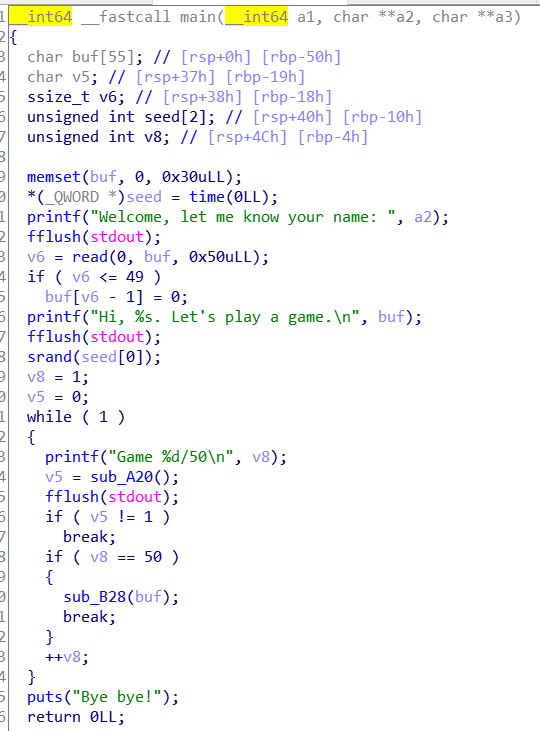 1 __int64 __fastcall main(__int64 a1, char **a2, char **a3)
2 {
3 char buf[55]; // [rsp+0h] [rbp-50h]
4 char v5; // [rsp+37h] [rbp-19h]
5 ssize_t v6; // [rsp+38h] [rbp-18h]
6 unsigned int seed[2]; // [rsp+40h] [rbp-10h]
7 unsigned int v8; // [rsp+4Ch] [rbp-4h]
8
9 memset(buf, 0, 0x30uLL);
0 *(_QWORD *)seed = time(0LL);
1 printf("Welcome, let me know your name: ", a2);
2 fflush(stdout);
3 v6 = read(0, buf, 0x50uLL);
4 if ( v6 <= 49 )
5 buf[v6 - 1] = 0;
6 printf("Hi, %s. Let's play a game.\n", buf);
7 fflush(stdout);
8 srand(seed[0]);
9 v8 = 1;
0 v5 = 0;
1 while ( 1 )
2 {
3 printf("Game %d/50\n", v8);
4 v5 = sub_A20();
5 fflush(stdout);
6 if ( v5 != 1 )
7 break;
8 if ( v8 == 50 )
9 {
0 sub_B28(buf);
1 break;
2 }
3 ++v8;
4 }
5 puts("Bye bye!");
6 return 0LL;